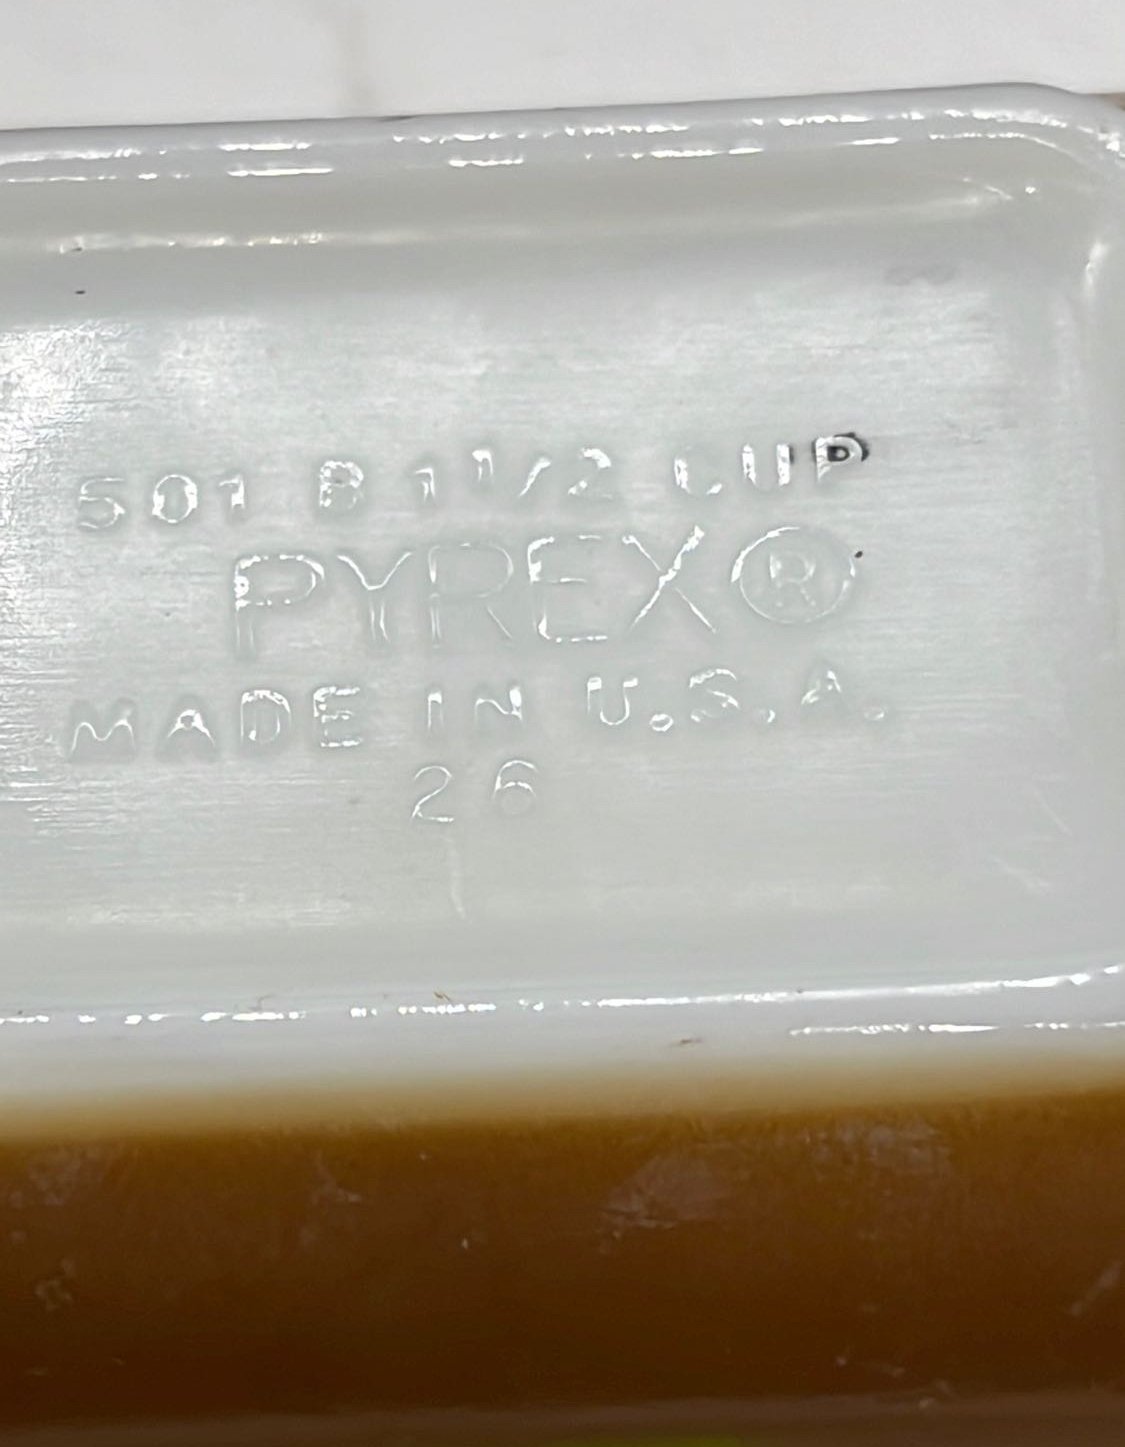 501 B 1 1/2 CUP
PYREX®
MADE IN U.S.A.
26